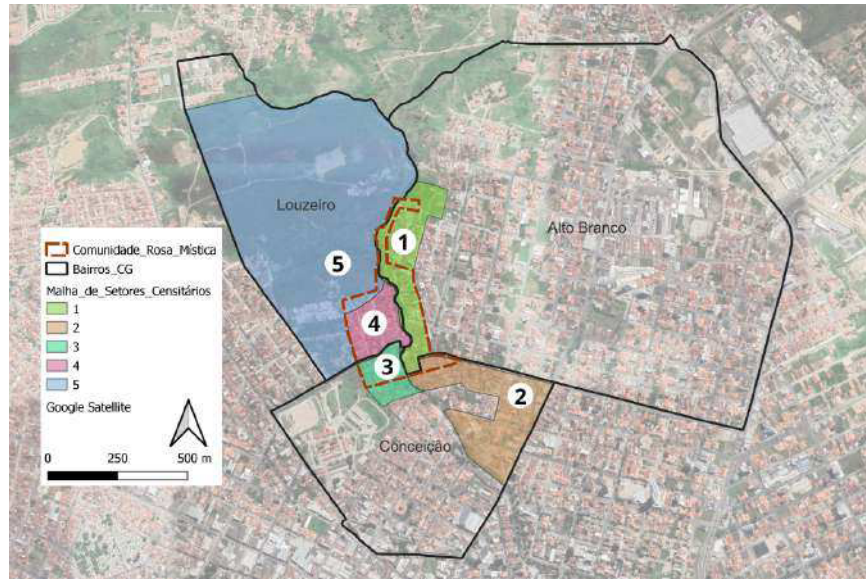 Louzeiro
Alto Branco
1
5
4
3
2
Conceição
Comunidade_Rosa_Mística
Bairros_CG
Malha_de_Setores_Censitários
1
2
3
4
5
Google Satellite
0 250 500 m